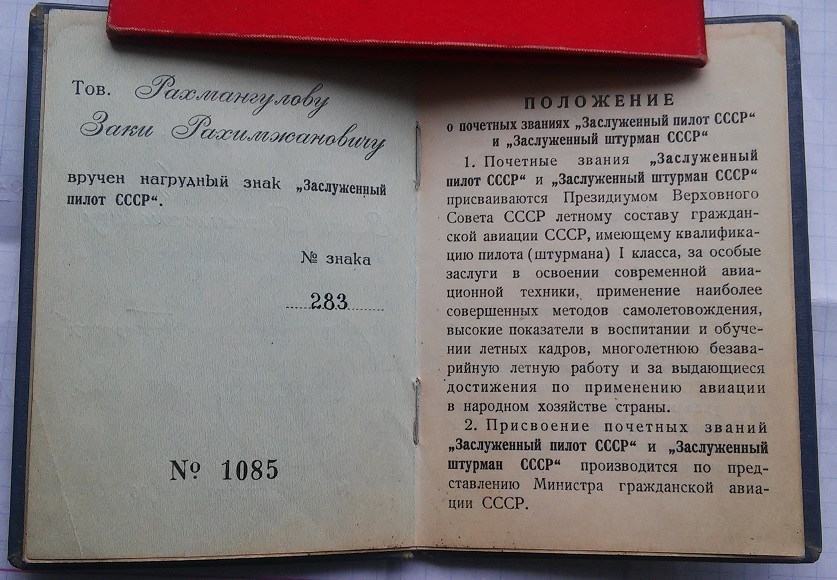 Тов. Рахмангулову
Заки Рахимжановичу
вручен нагрудный знак „Заслуженный
пилот СССР“.
№ знака
283
№ 1085
ПОЛОЖЕНИЕ
о почетных званиях „Заслуженный пилот СССР“
и „Заслуженный штурман СССР“
1. Почетные звания „Заслуженный
пилот СССР“ и „Заслуженный штурман СССР“
присваиваются Президиумом Верховного
Совета СССР летному составу граждан-
ской авиации СССР, имеющему квалифика-
цию пилота (штурмана) I класса, за особые
заслуги в освоении современной авиа-
ционной техники, применение наиболее
совершенных методов самолетовождения,
высокие показатели в воспитании и обуче-
нии летных кадров, многолетнюю безава-
рийную летную работу и за выдающиеся
достижения по применению авиации
в народном хозяйстве страны.
2. Присвоение почетных званий
„Заслуженный пилот СССР“ и „Заслуженный
штурман СССР“ производится по пред-
ставлению Министра гражданской авиа-
ции СССР.